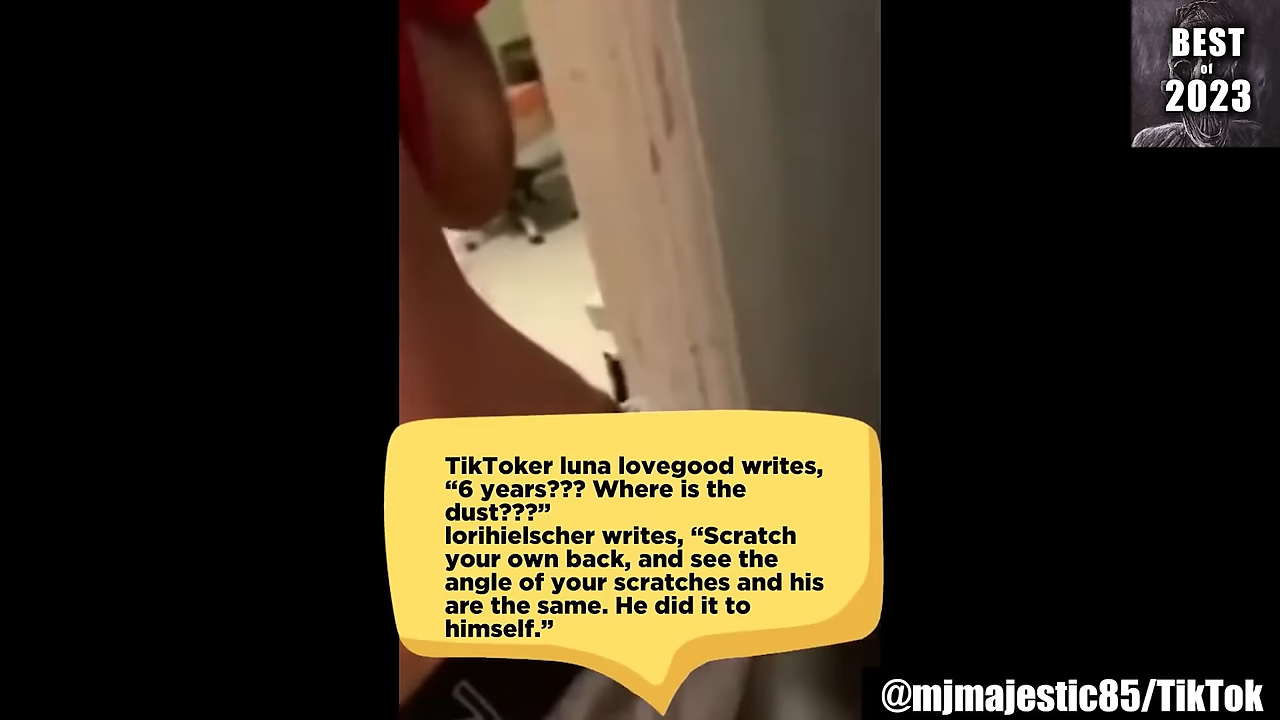 BEST
of
2023
TikToker luna lovegood writes,
“6 years??? Where is the
dust???”
lorihielscher writes, “Scratch
your own back, and see the
angle of your scratches and his
are the same. He did it to
himself.”
@mjmajestic85/TikTok